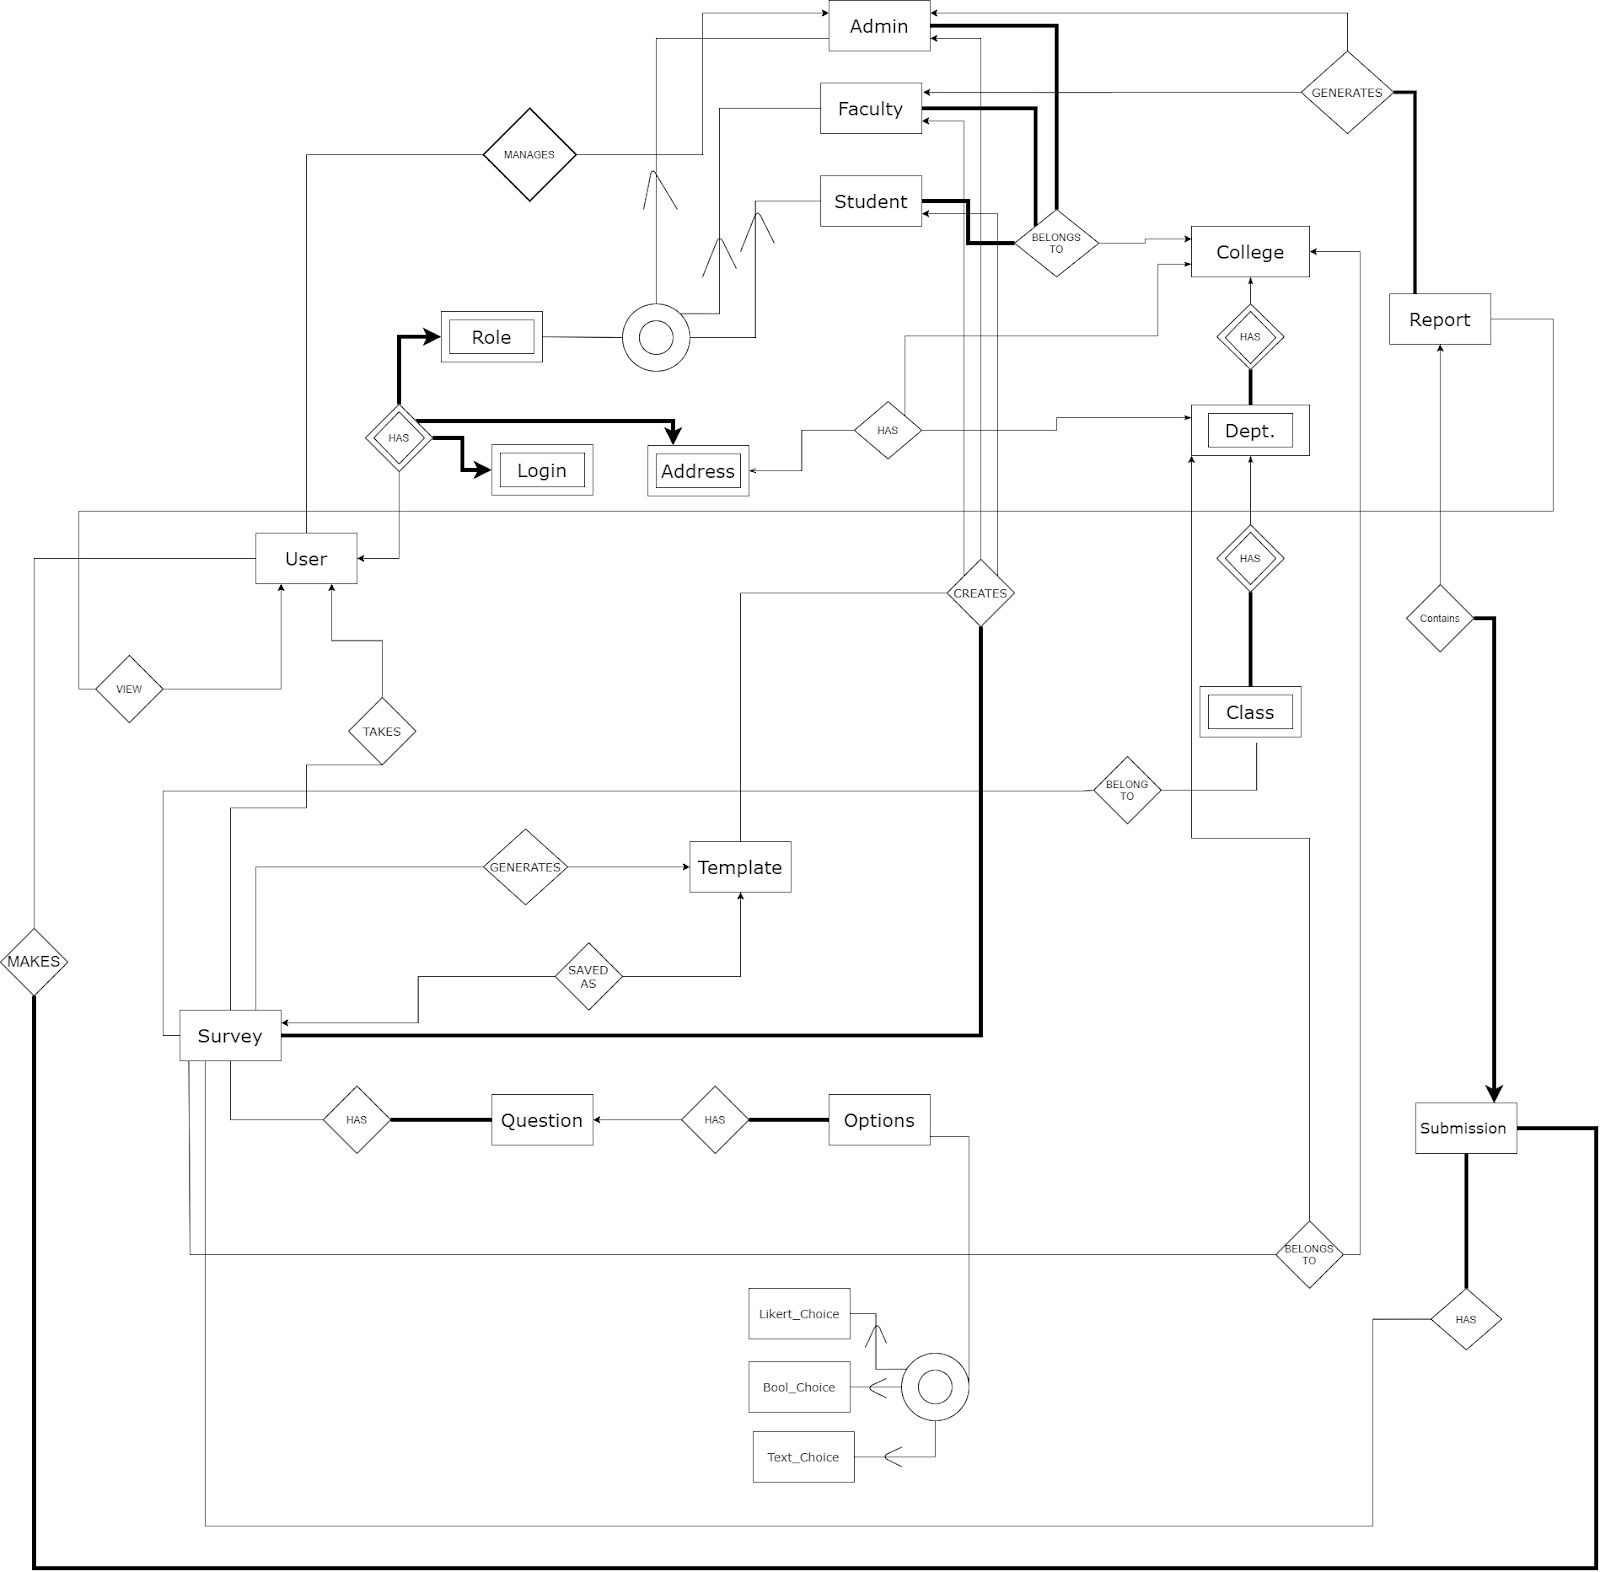 Admin
GENERATES
Faculty
MANAGES
Student
BELONGS
TO
College
Report
Role
HAS
HAS
HAS
Dept.
Login
Address
User
HAS
CREATES
Contains
VIEW
TAKES
Class
BELONG
TO
GENERATES
Template
MAKES
SAVED
AS
Survey
HAS
Question
HAS
Options
Submission
BELONGS
TO
Likert_Choice
HAS
Bool_Choice
Text_Choice